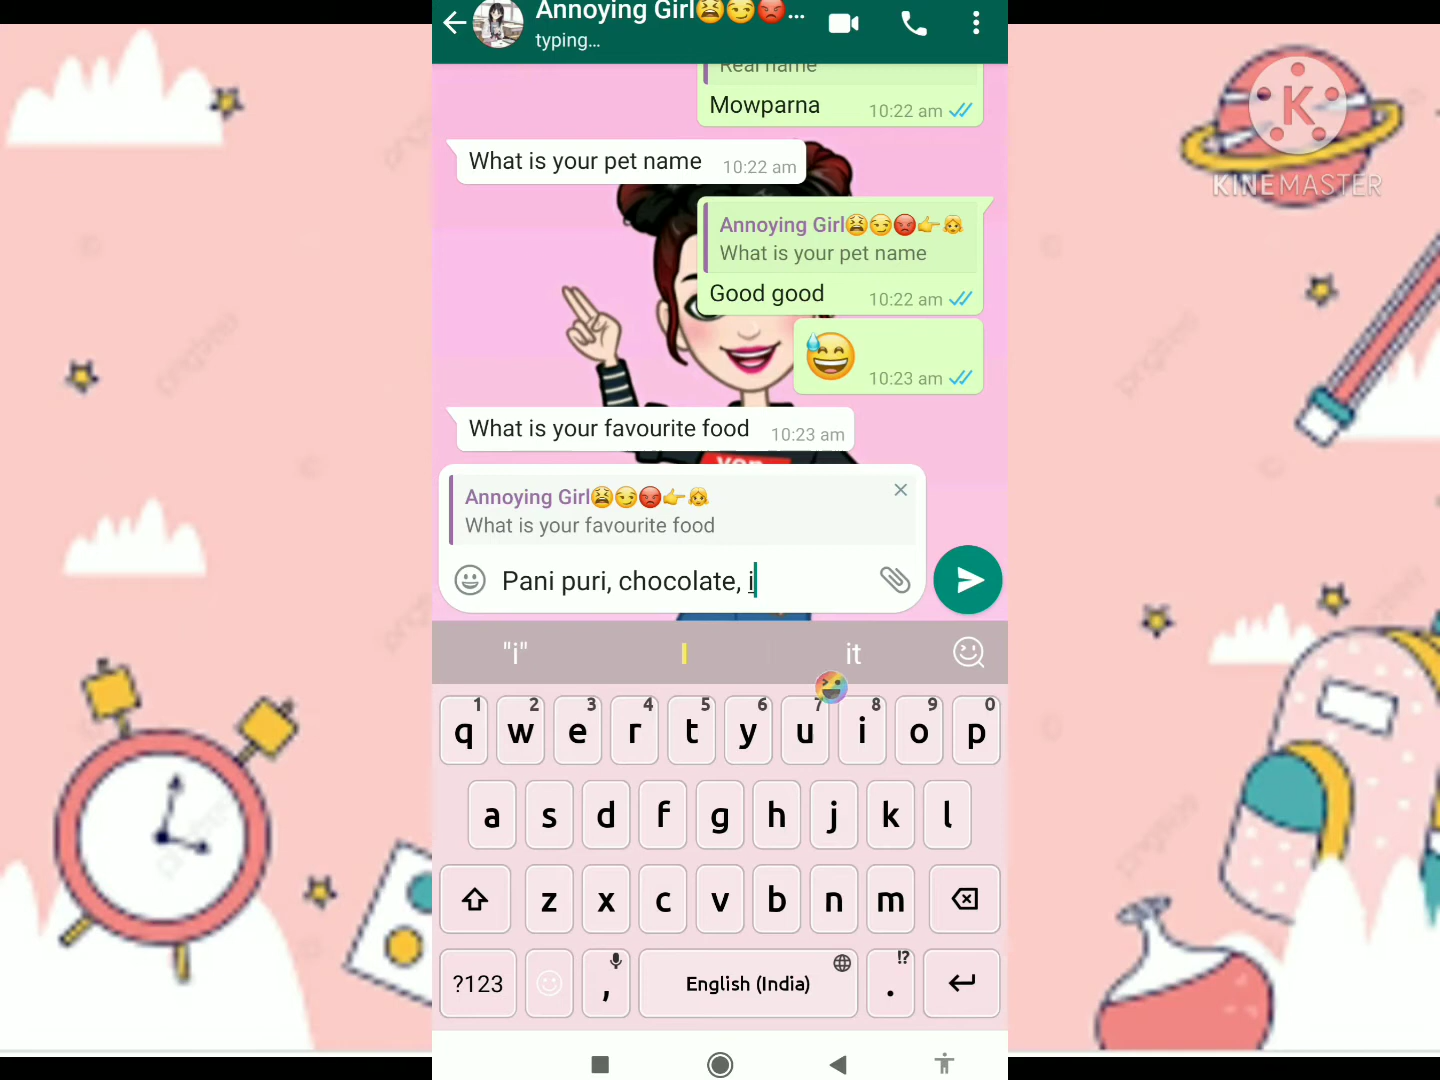 Annoying Girl😫😏😡...
typing...
Real name
Mowparna 10:22 am
What is your pet name 10:22 am
Annoying Girl😫😏😡👉👧
What is your pet name
Good good 10:22 am
😅 10:23 am
What is your favourite food 10:23 am
Annoying Girl😫😏😡👉👧
What is your favourite food
Pani puri, chocolate, i
"i" I it
1 2 3 4 5 6 7 8 9 0
q w e r t y u i o p
a s d f g h j k l
z x c v b n m
?123 , English (India) . !?
K
KINEMASTER